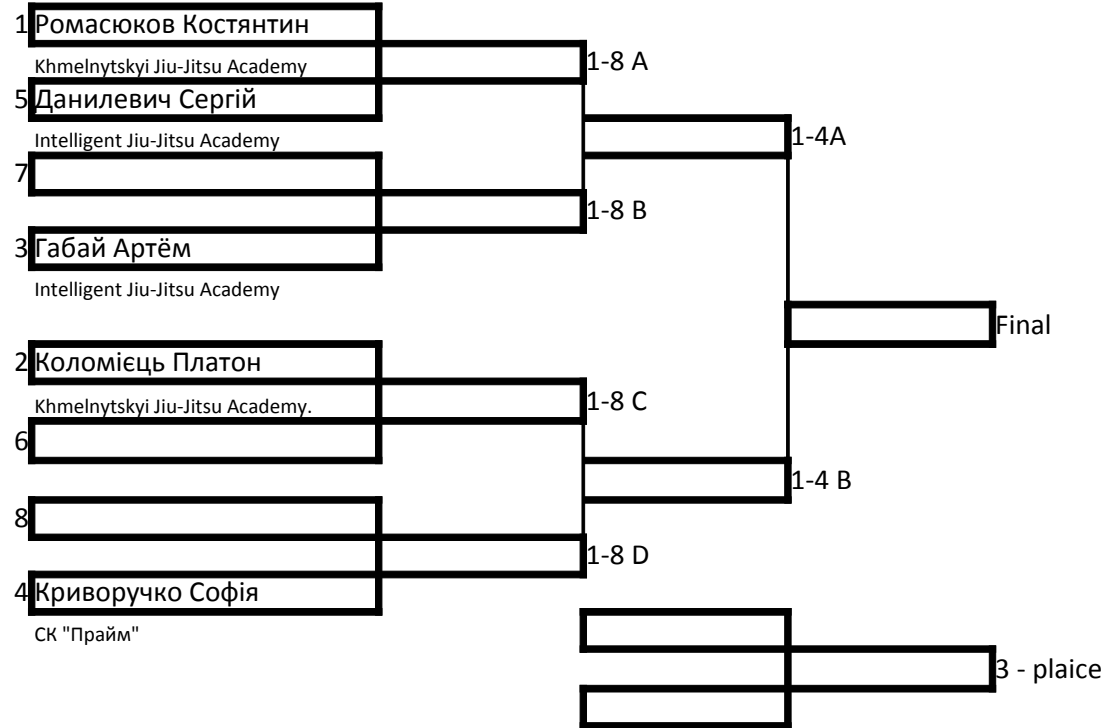 1 Ромасюков Костянтин
Khmelnytskyi Jiu-Jitsu Academy
1-8 A
5 Данилевич Сергій
Intelligent Jiu-Jitsu Academy
1-4A
7
1-8 B
3 Габай Артём
Intelligent Jiu-Jitsu Academy
Final
2 Коломієць Платон
Khmelnytskyi Jiu-Jitsu Academy.
1-8 C
6
1-4 B
8
1-8 D
4 Криворучко Софія
СК "Прайм"
3 - plaice